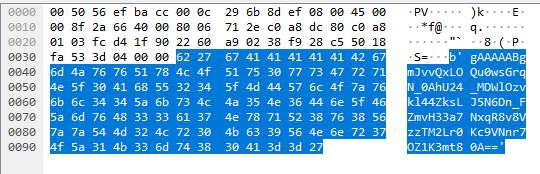 0000 00 50 56 ef ba cc 00 0c 29 6b 8d ef 08 00 45 00 ·PV····· )k····E·
0010 00 8f 2a 66 40 00 80 06 71 2e c0 a8 dc 80 c0 a8 ··*f@··· q.······
0020 01 03 fc d4 1f 90 22 60 a9 02 38 f9 28 c5 50 18 ······"` ··8·(·P·
0030 fa 53 3d 04 00 00 62 27 67 41 41 41 41 41 42 67 ·S=···b' gAAAAABg
0040 6d 4a 76 76 51 78 4c 4f 51 75 30 77 73 47 72 71 mJvvQxLO Qu0wsGrq
0050 4e 5f 30 41 68 55 32 34 5f 4d 44 57 6c 4f 7a 76 N_0AhU24 _MDWlOzv
0060 6b 6c 34 34 5a 6b 73 4c 4a 35 4e 36 44 6e 5f 46 kl44ZksL J5N6Dn_F
0070 5a 6d 76 48 33 33 61 37 4e 78 71 52 38 76 38 56 ZmvH33a7 NxqR8v8V
0080 7a 7a 54 4d 32 4c 72 30 4b 63 39 56 4e 6e 72 37 zzTM2Lr0 Kc9VNnr7
0090 4f 5a 31 4b 33 6d 74 38 30 41 3d 3d 27 OZ1K3mt8 0A=='